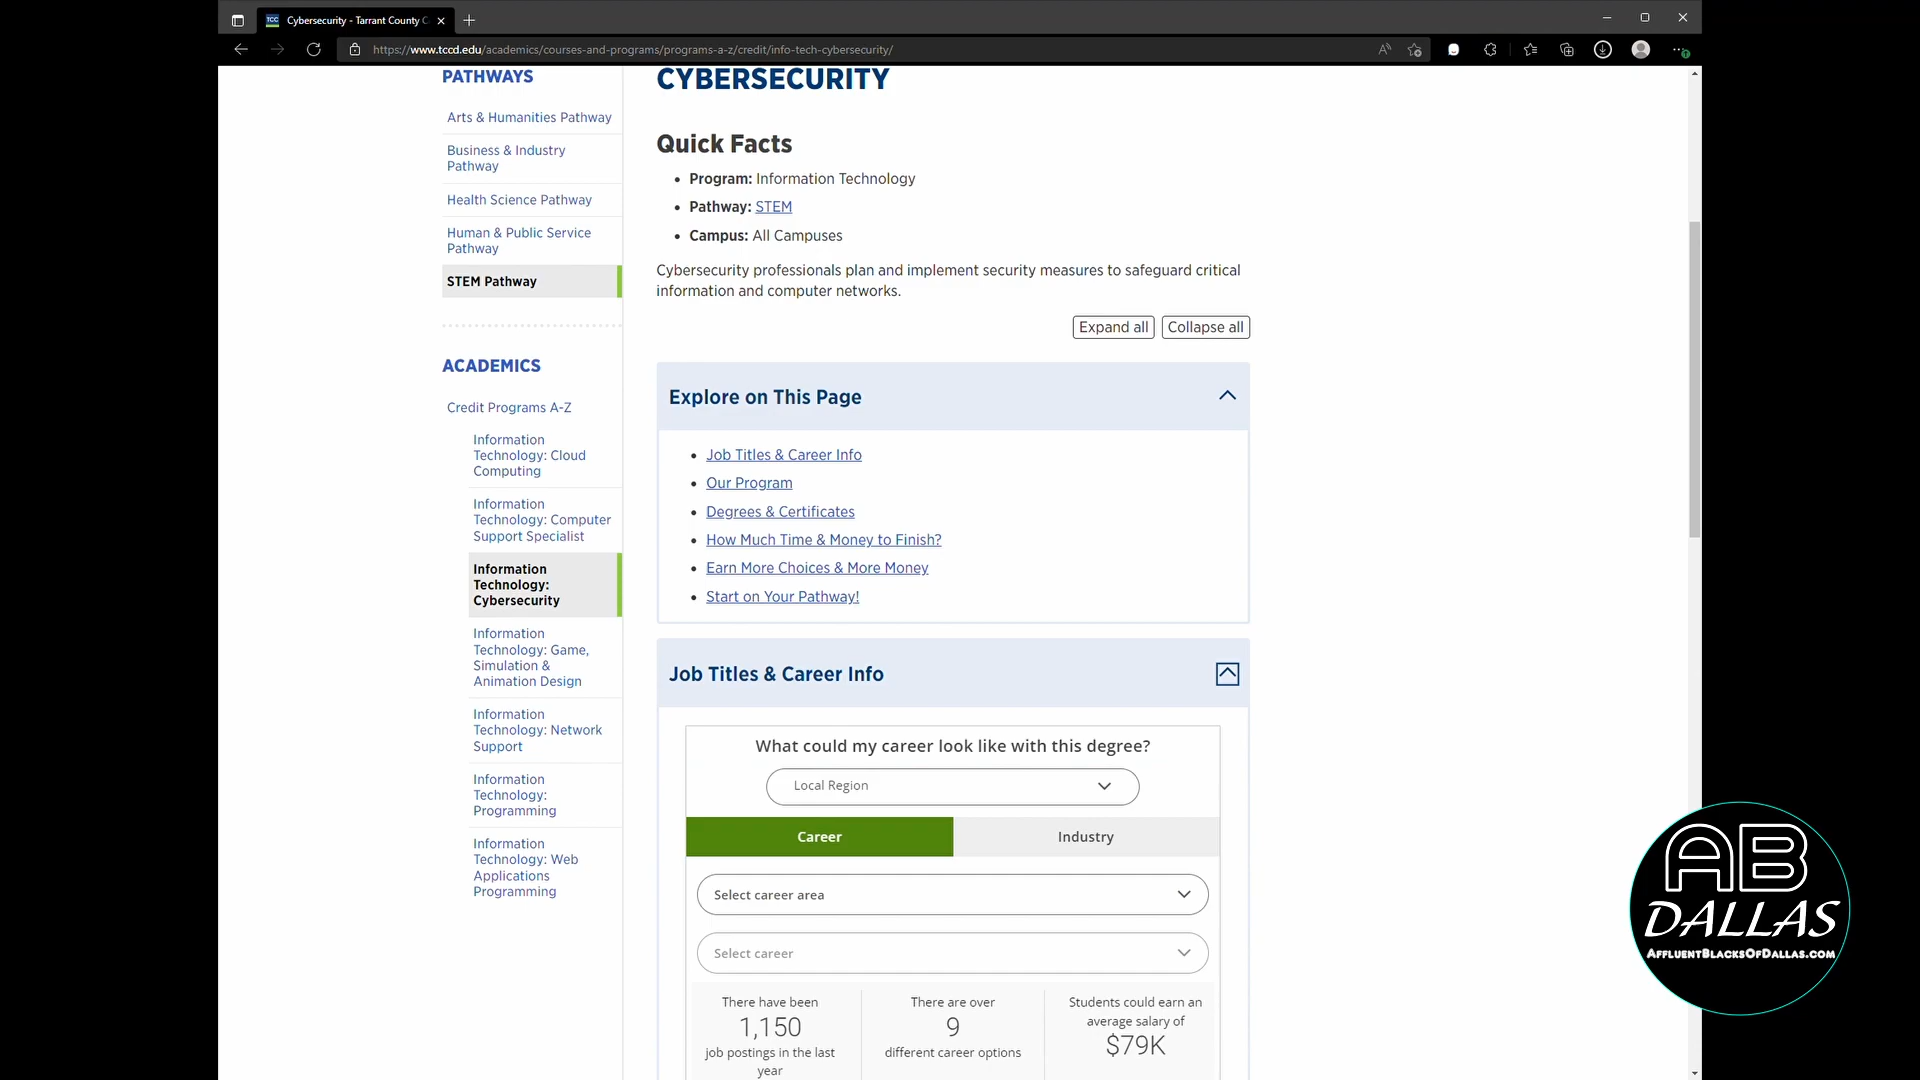 Cybersecurity - Tarrant County C
https://www.tccd.edu/academics/courses-and-programs/programs-a-z/credit/info-tech-cybersecurity/
PATHWAYS
Arts & Humanities Pathway
Business & Industry
Pathway
Health Science Pathway
Human & Public Service
Pathway
STEM Pathway
ACADEMICS
Credit Programs A-Z
Information
Technology: Cloud
Computing
Information
Technology: Computer
Support Specialist
Information
Technology:
Cybersecurity
Information
Technology: Game,
Simulation &
Animation Design
Information
Technology: Network
Support
Information
Technology:
Programming
Information
Technology: Web
Applications
Programming
CYBERSECURITY
Quick Facts
• Program: Information Technology
• Pathway: STEM
• Campus: All Campuses
Cybersecurity professionals plan and implement security measures to safeguard critical
information and computer networks.
Expand all Collapse all
Explore on This Page
• Job Titles & Career Info
• Our Program
• Degrees & Certificates
• How Much Time & Money to Finish?
• Earn More Choices & More Money
• Start on Your Pathway!
Job Titles & Career Info
What could my career look like with this degree?
Local Region
Career Industry
Select career area
Select career
There have been
1,150
job postings in the last
year
There are over
9
different career options
Students could earn an
average salary of
$79K
AB
DALLAS
AFFLUENTBLACKSOFDALLAS.COM